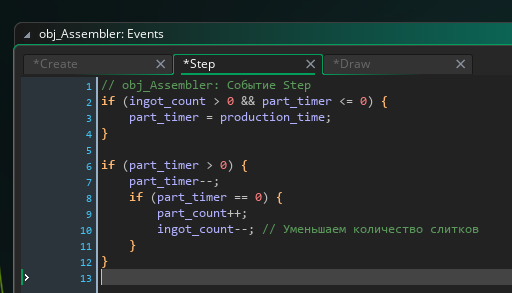 obj_Assembler: Events
*Create
*Step
*Draw
1 // obj_Assembler: Событие Step
2 if (ingot_count > 0 && part_timer <= 0) {
3 part_timer = production_time;
4 }
5
6 if (part_timer > 0) {
7 part_timer--;
8 if (part_timer == 0) {
9 part_count++;
10 ingot_count--; // Уменьшаем количество слитков
11 }
12 }
13